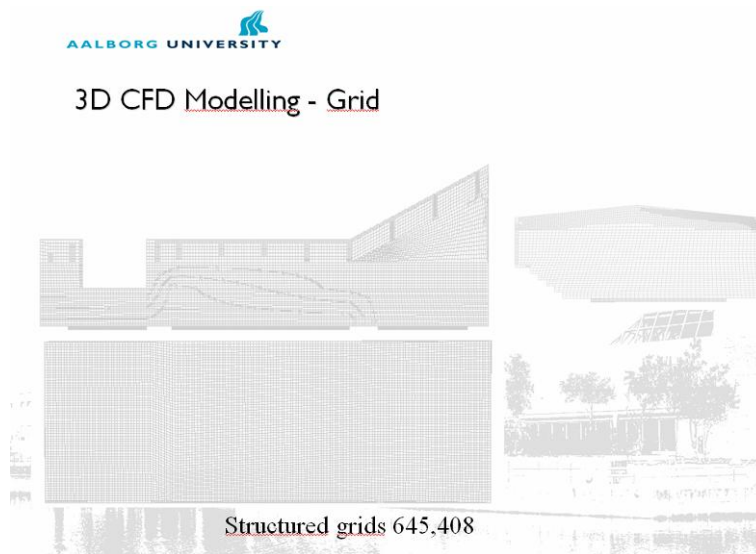 AALBORG UNIVERSITY
3D CFD Modelling - Grid
Structured grids 645,408